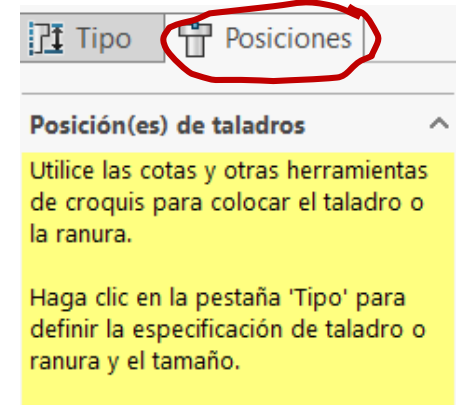 Tipo Posiciones
Posición(es) de taladros
Utilice las cotas y otras herramientas
de croquis para colocar el taladro o
la ranura.
Haga clic en la pestaña 'Tipo' para
definir la especificación de taladro o
ranura y el tamaño.